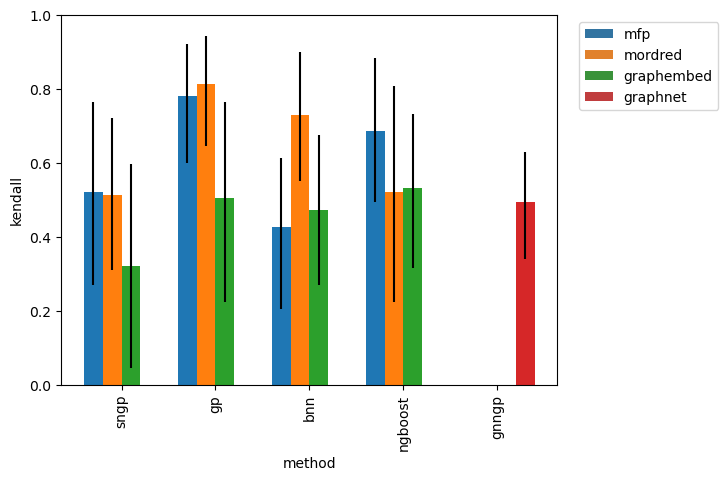 1.0
0.8
0.6
0.4
0.2
0.0
kendall
sngp
gp
bnn
ngboost
gnngp
method
mfp
mordred
graphembed
graphnet